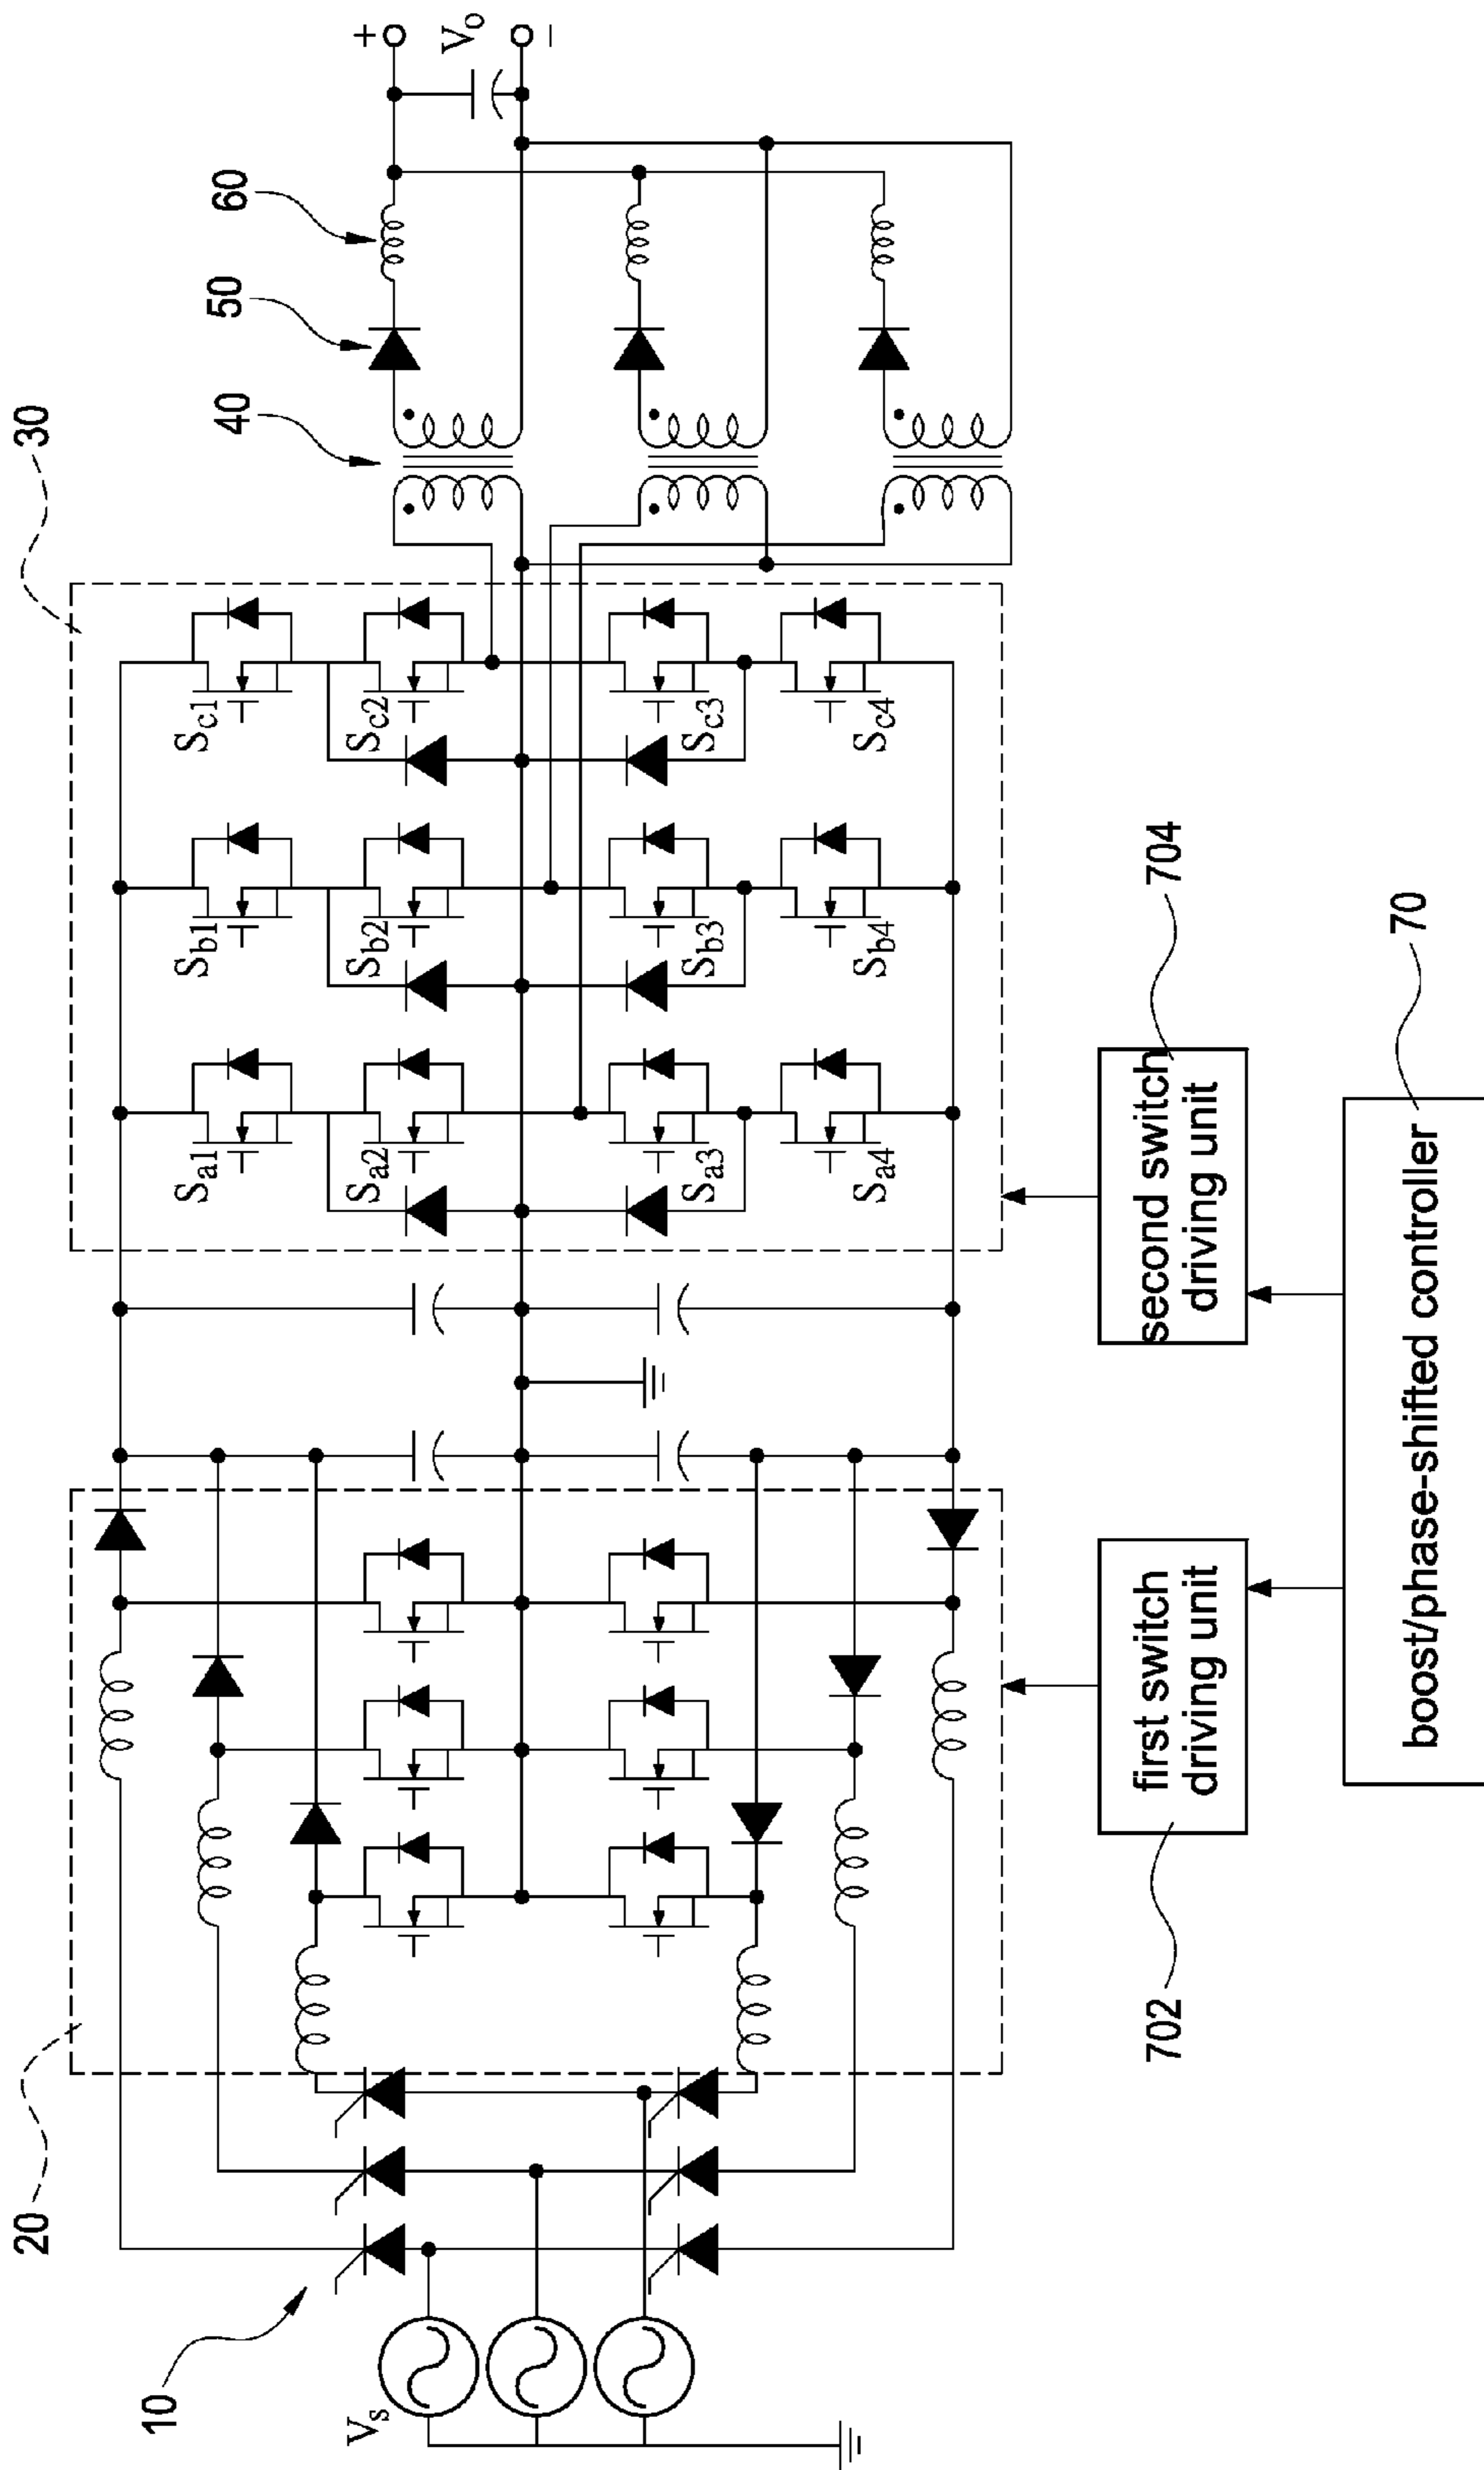 10
20
30
40
50
60
+
Vo
−
Vs
Sa1
Sb1
Sc1
Sa2
Sb2
Sc2
Sa3
Sb3
Sc3
Sa4
Sb4
Sc4
first switch
driving unit
702
second switch
driving unit
704
boost/phase-shifted controller
70